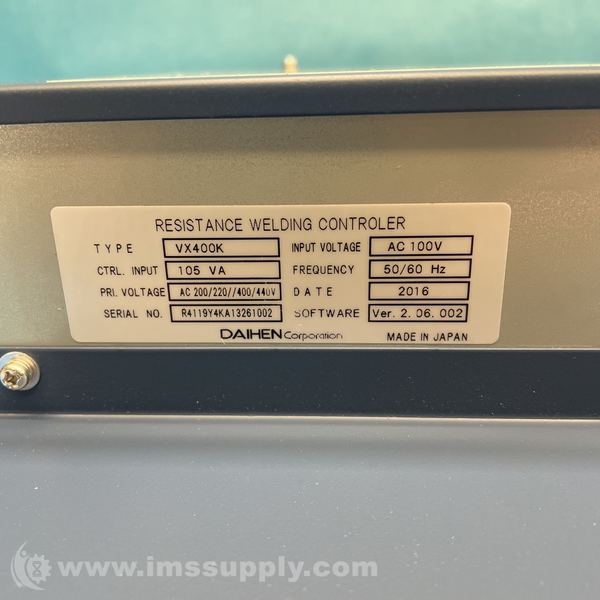 RESISTANCE WELDING CONTROLER
TYPE VX400K INPUT VOLTAGE AC 100V
CTRL. INPUT 105 VA FREQUENCY 50/60 Hz
PRI. VOLTAGE AC 200/220//400/440V DATE 2016
SERIAL NO. R4119Y4KA13261002 SOFTWARE Ver. 2. 06. 002
DAIHEN Corporation MADE IN JAPAN
www.imssupply.com